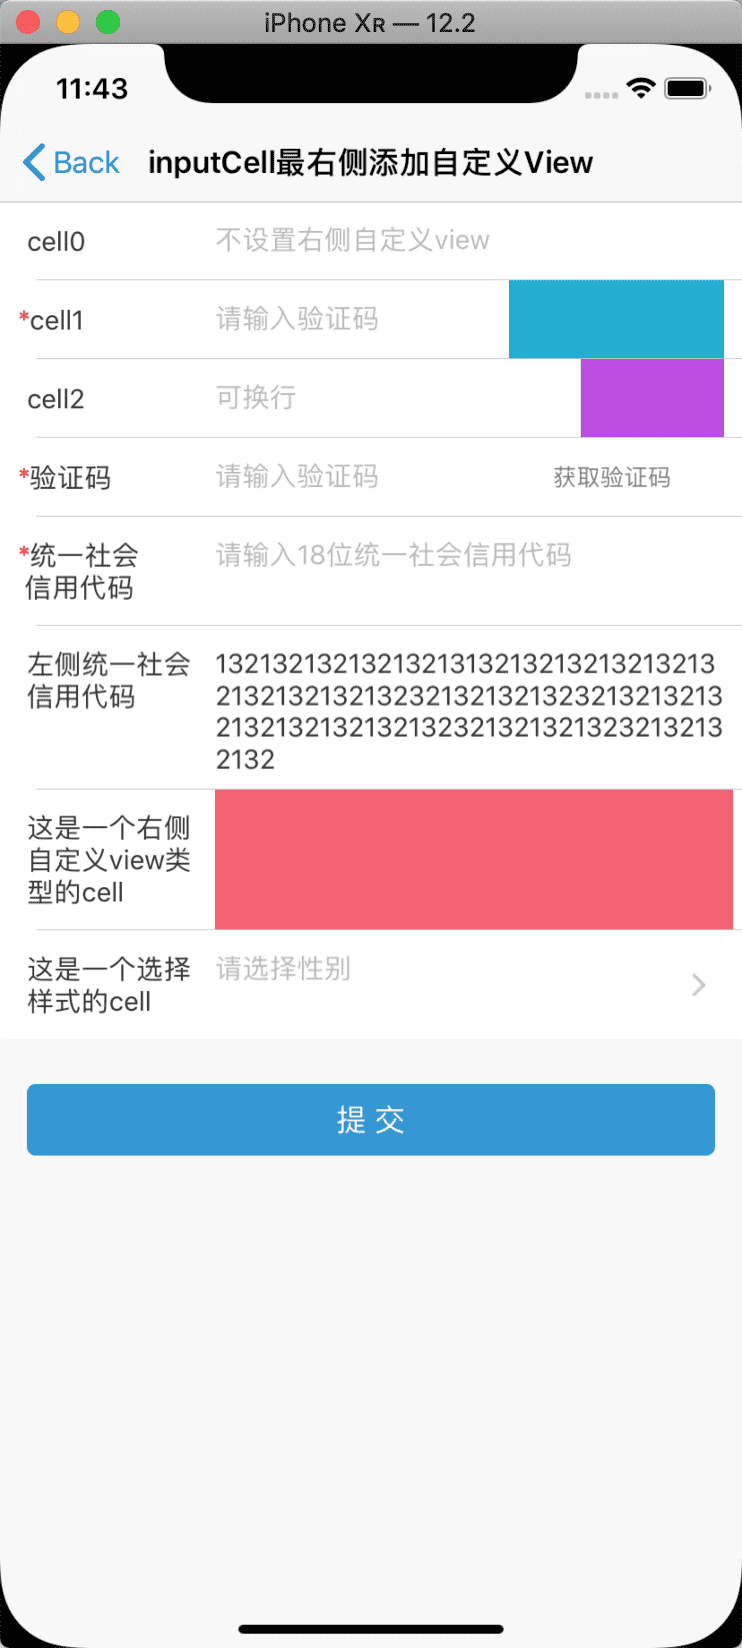 iPhone Xʀ — 12.2
11:43
Back inputCell最右侧添加自定义View
cell0 不设置右侧自定义view
*cell1 请输入验证码
cell2 可换行
*验证码 请输入验证码 获取验证码
*统一社会 请输入18位统一社会信用代码
信用代码
左侧统一社会 1321321321321321313213213213213213
信用代码 2132132132132321321321323213213213
2132132132132132321321321323213213
2132
这是一个右侧
自定义view类
型的cell
这是一个选择 请选择性别
样式的cell
提 交